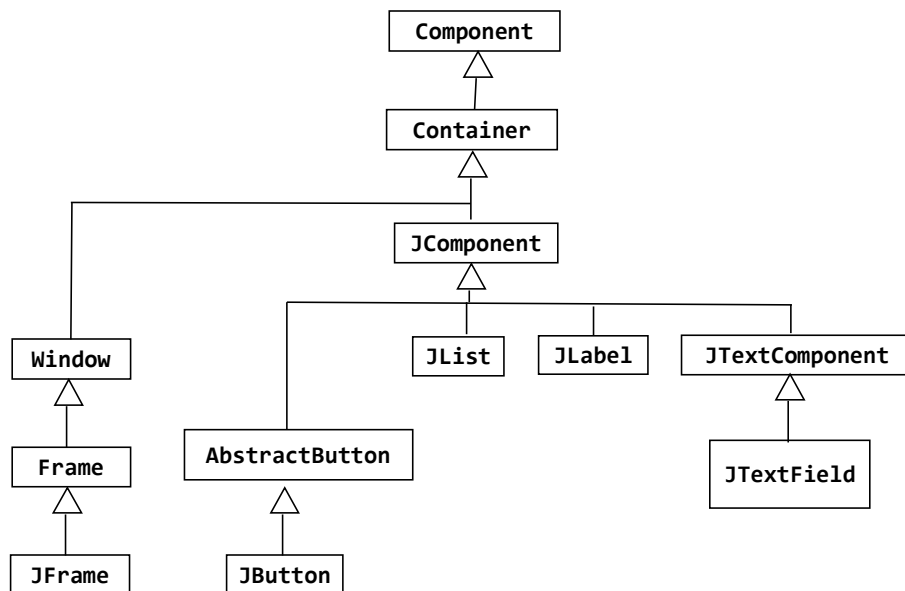 Component
Container
JComponent
Window
JList
JLabel
JTextComponent
Frame
AbstractButton
JTextField
JFrame
JButton